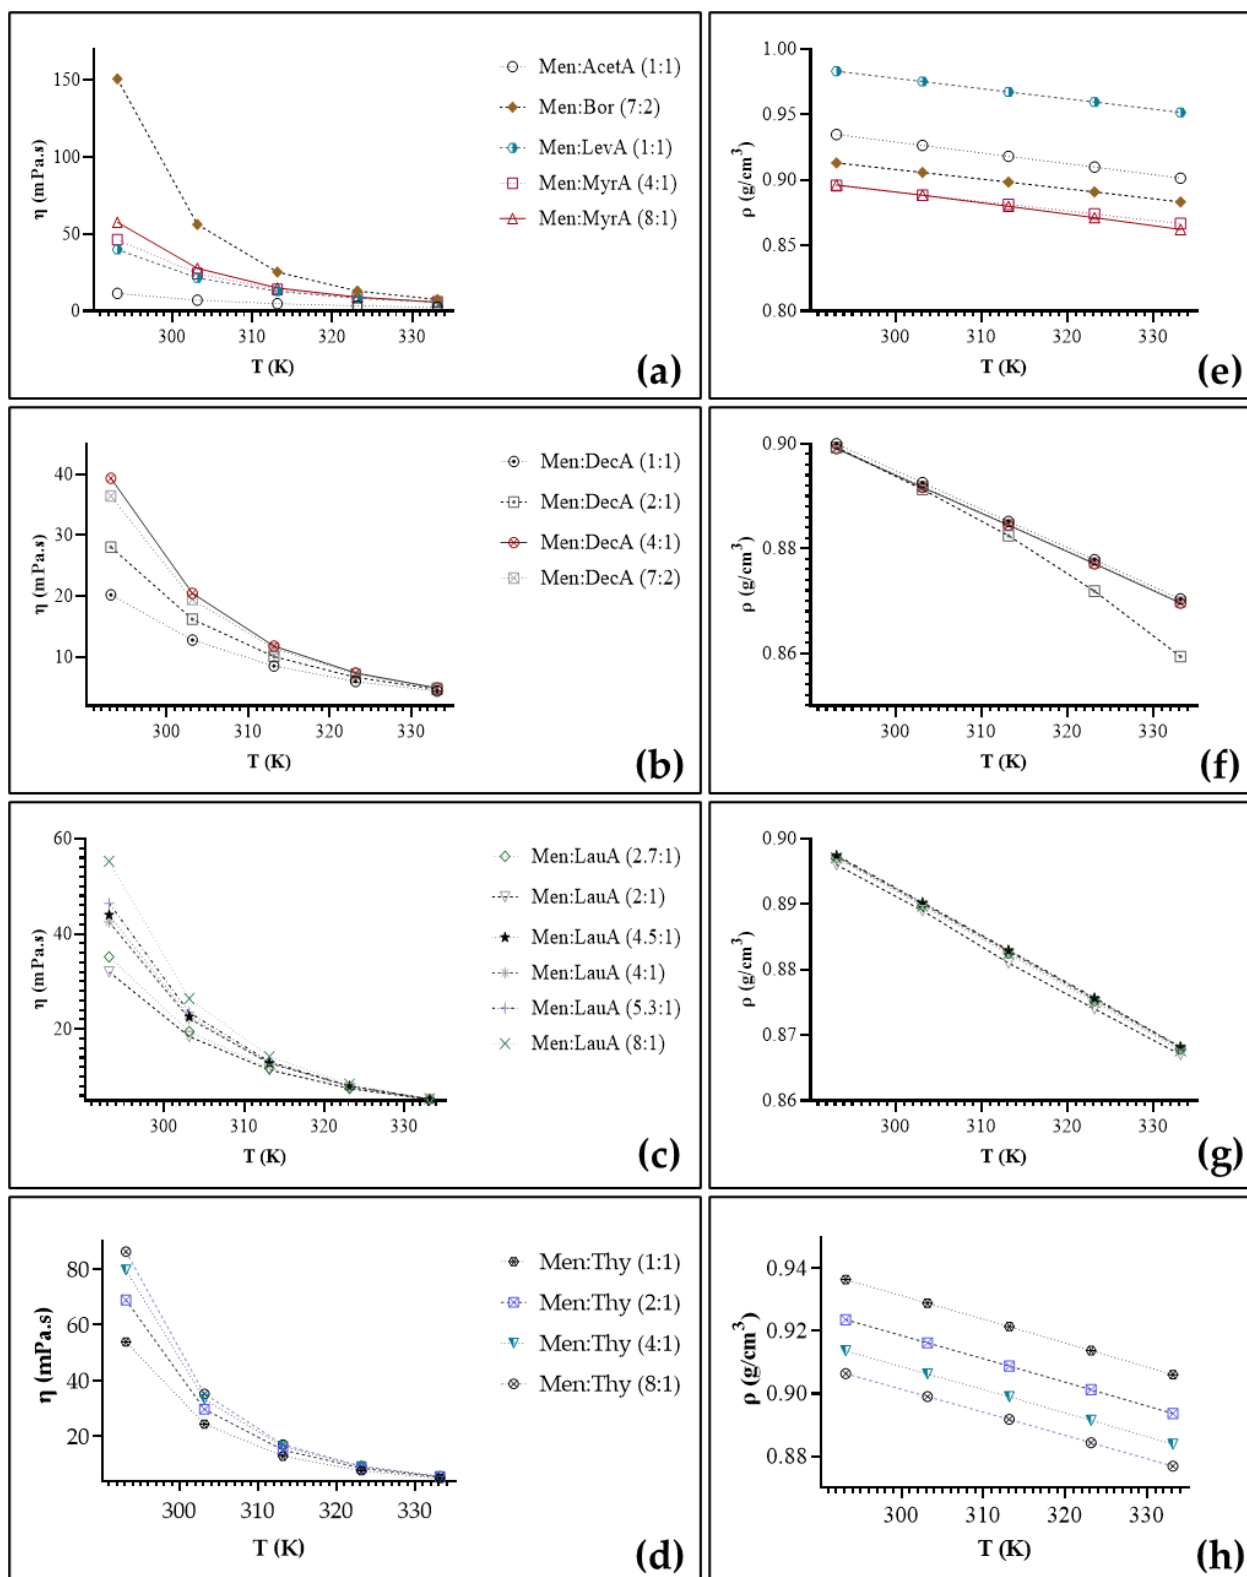 150
100
50
0
300 310 320 330
η (mPa.s)
T (K)
Men:AcetA (1:1)
Men:Bor (7:2)
Men:LevA (1:1)
Men:MyrA (4:1)
Men:MyrA (8:1)
(a)
1.00
0.95
0.90
0.85
0.80
300 310 320 330
ρ (g/cm³)
T (K)
(e)
40
30
20
10
300 310 320 330
η (mPa.s)
T (K)
Men:DecA (1:1)
Men:DecA (2:1)
Men:DecA (4:1)
Men:DecA (7:2)
(b)
0.90
0.88
0.86
300 310 320 330
ρ (g/cm³)
T (K)
(f)
60
40
20
300 310 320 330
η (mPa.s)
T (K)
Men:LauA (2.7:1)
Men:LauA (2:1)
Men:LauA (4.5:1)
Men:LauA (4:1)
Men:LauA (5.3:1)
Men:LauA (8:1)
(c)
0.90
0.89
0.88
0.87
0.86
300 310 320 330
ρ (g/cm³)
T (K)
(g)
80
60
40
20
300 310 320 330
η (mPa.s)
T (K)
Men:Thy (1:1)
Men:Thy (2:1)
Men:Thy (4:1)
Men:Thy (8:1)
(d)
0.94
0.92
0.90
0.88
300 310 320 330
ρ (g/cm³)
T (K)
(h)